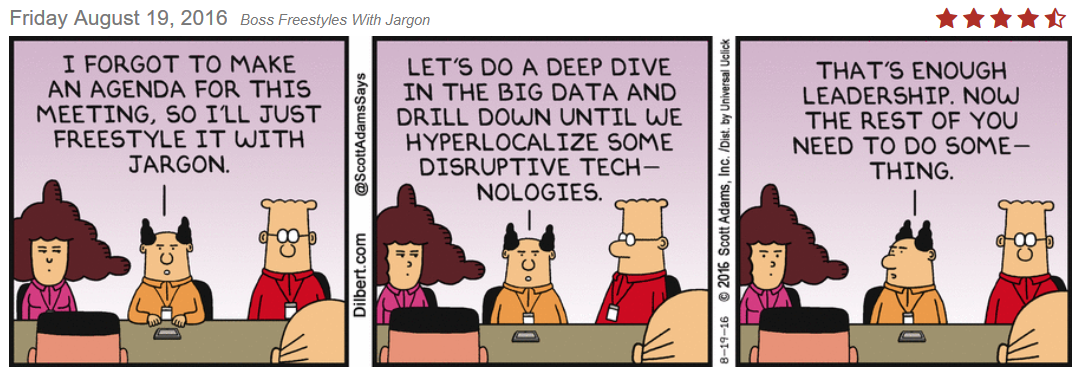 Friday August 19, 2016 Boss Freestyles With Jargon
I FORGOT TO MAKE
AN AGENDA FOR THIS
MEETING, SO I'LL JUST
FREESTYLE IT WITH
JARGON.
Dilbert.com @ScottAdamsSays
LET'S DO A DEEP DIVE
IN THE BIG DATA AND
DRILL DOWN UNTIL WE
HYPERLOCALIZE SOME
DISRUPTIVE TECH–
NOLOGIES.
8-19-16 © 2016 Scott Adams, Inc. /Dist. by Universal Uclick
THAT'S ENOUGH
LEADERSHIP. NOW
THE REST OF YOU
NEED TO DO SOME–
THING.